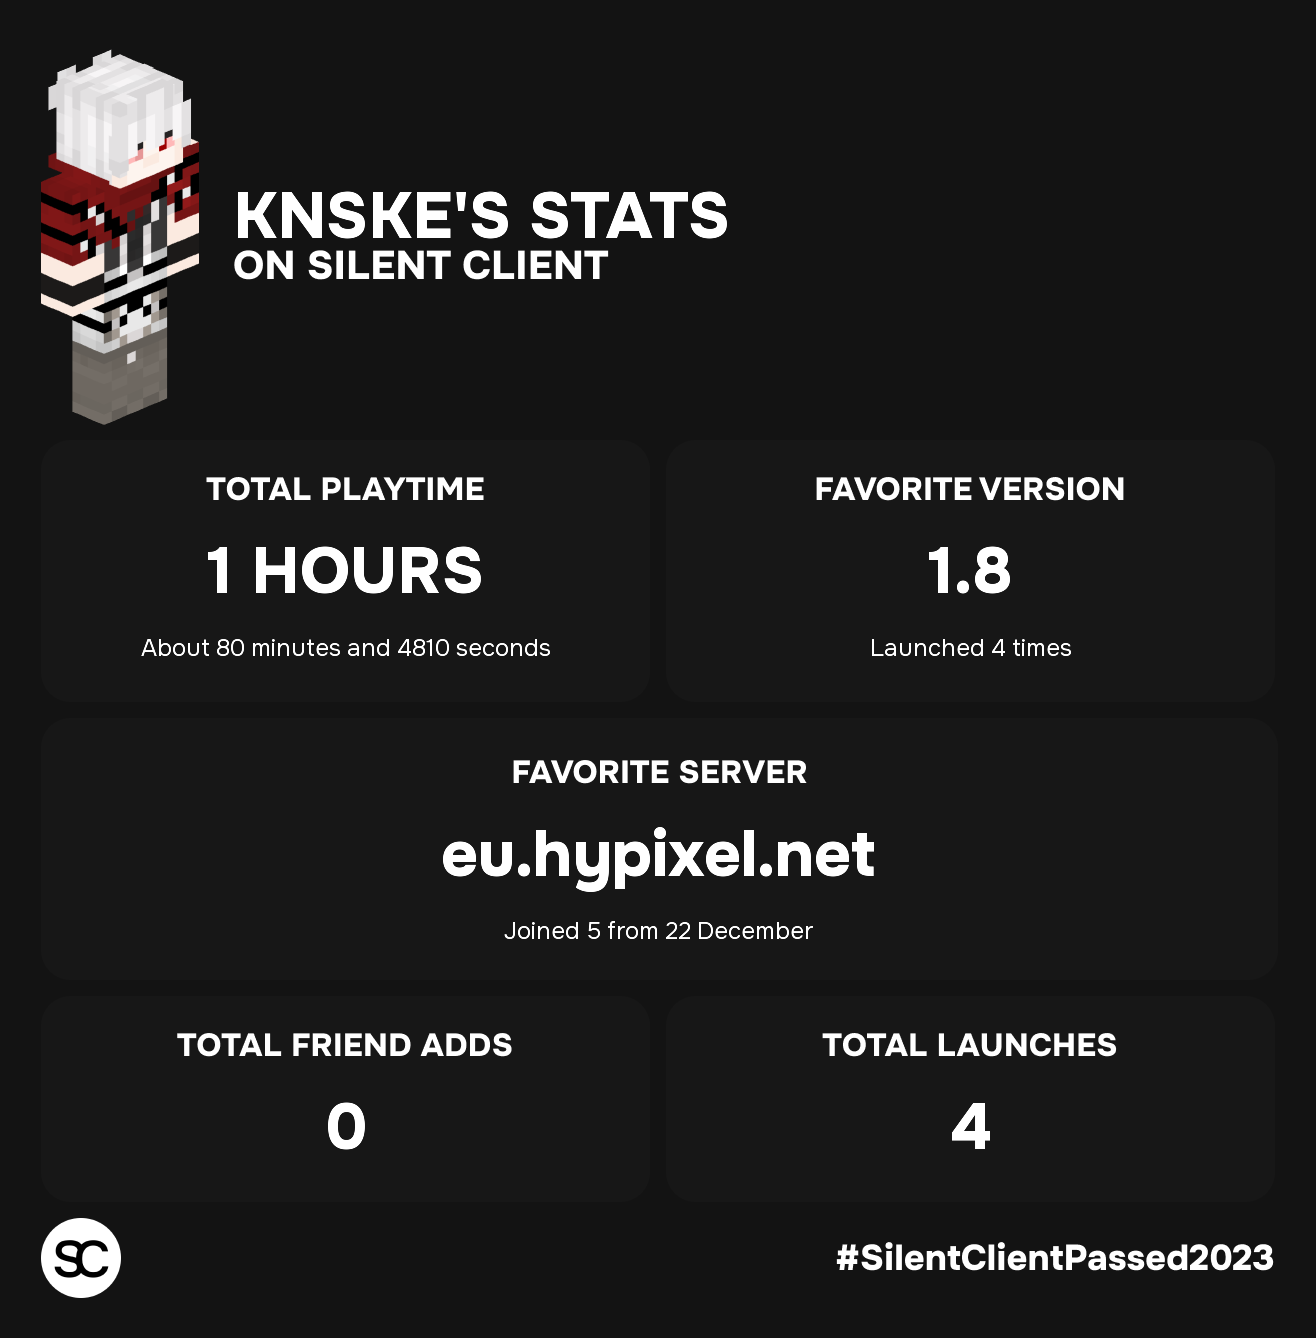 KNSKE'S STATS
ON SILENT CLIENT
TOTAL PLAYTIME
1 HOURS
About 80 minutes and 4810 seconds
FAVORITE VERSION
1.8
Launched 4 times
FAVORITE SERVER
eu.hypixel.net
Joined 5 from 22 December
TOTAL FRIEND ADDS
0
TOTAL LAUNCHES
4
SC
#SilentClientPassed2023